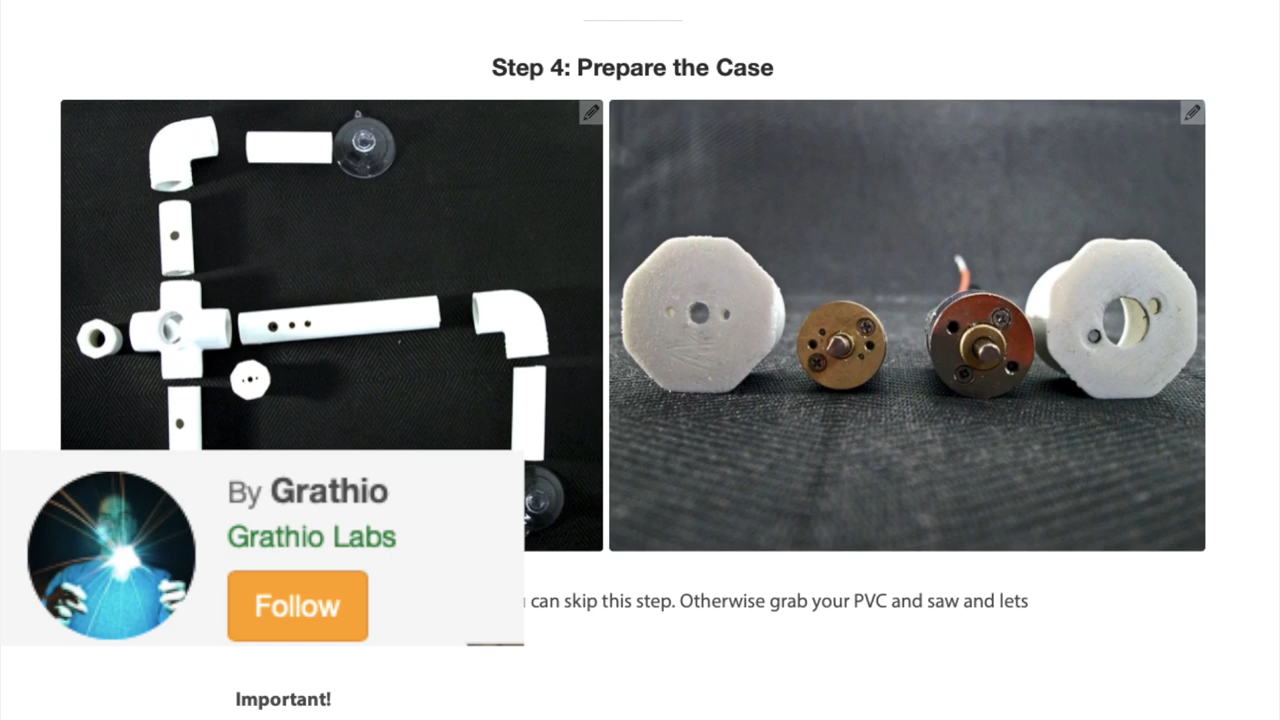 Step 4: Prepare the Case
By Grathio
Grathio Labs
Follow
can skip this step. Otherwise grab your PVC and saw and lets
Important!